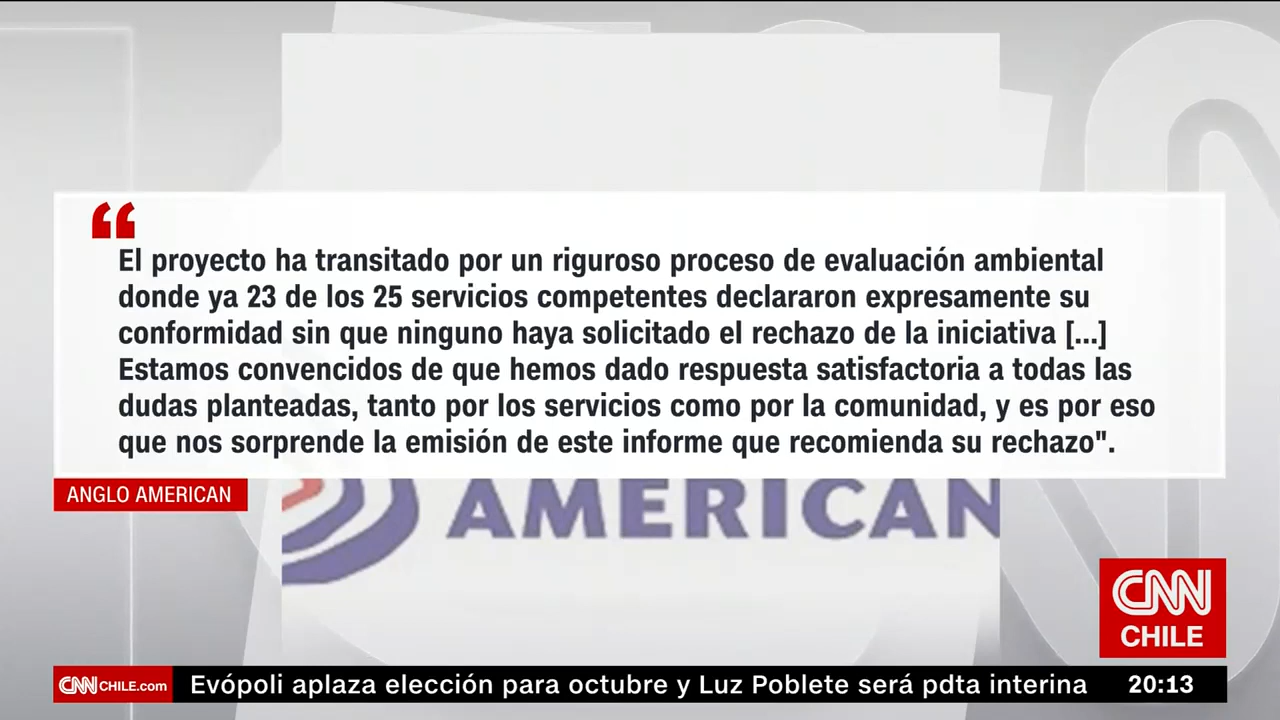 “
El proyecto ha transitado por un riguroso proceso de evaluación ambiental
donde ya 23 de los 25 servicios competentes declararon expresamente su
conformidad sin que ninguno haya solicitado el rechazo de la iniciativa [...]
Estamos convencidos de que hemos dado respuesta satisfactoria a todas las
dudas planteadas, tanto por los servicios como por la comunidad, y es por eso
que nos sorprende la emisión de este informe que recomienda su rechazo".
ANGLO AMERICAN
AMERICAN
CNN
CHILE
CNNCHILE.com Evópoli aplaza elección para octubre y Luz Poblete será pdta interina 20:13